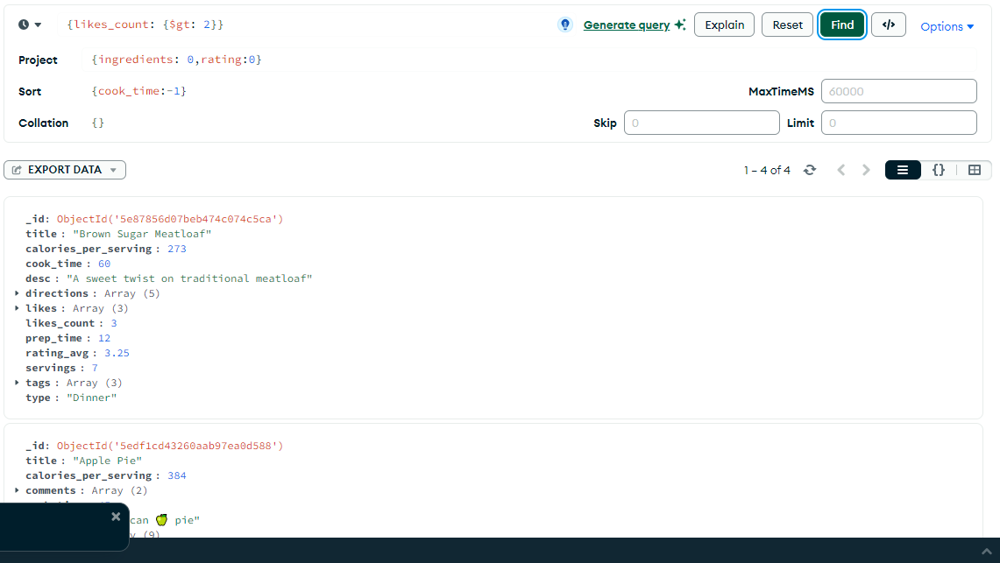 {likes_count: {$gt: 2}} Generate query Explain Reset Find </> Options
Project {ingredients: 0,rating:0}
Sort {cook_time:-1} MaxTimeMS 60000
Collation {} Skip 0 Limit 0
EXPORT DATA 1 – 4 of 4 {}
_id: ObjectId('5e87856d07beb474c074c5ca')
title : "Brown Sugar Meatloaf"
calories_per_serving : 273
cook_time : 60
desc : "A sweet twist on traditional meatloaf"
directions : Array (5)
likes : Array (3)
likes_count : 3
prep_time : 12
rating_avg : 3.25
servings : 7
tags : Array (3)
type : "Dinner"
_id: ObjectId('5edf1cd43260aab97ea0d588')
title : "Apple Pie"
calories_per_serving : 384
comments : Array (2)
can 🍏 pie"
y (9)